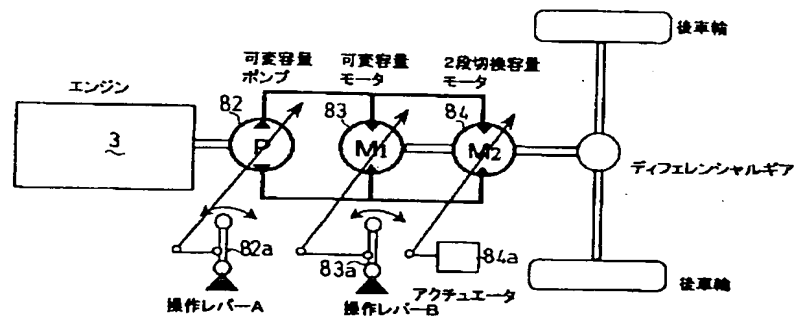 後車輪
可変容量
ポンプ
可変容量
モータ
2段切換容量
モータ
エンジン
82
83
84
3
P
M1
M2
ディフェレンシャルギア
82a
83a
84a
操作レバーA
操作レバーB
アクチュエータ
後車輪